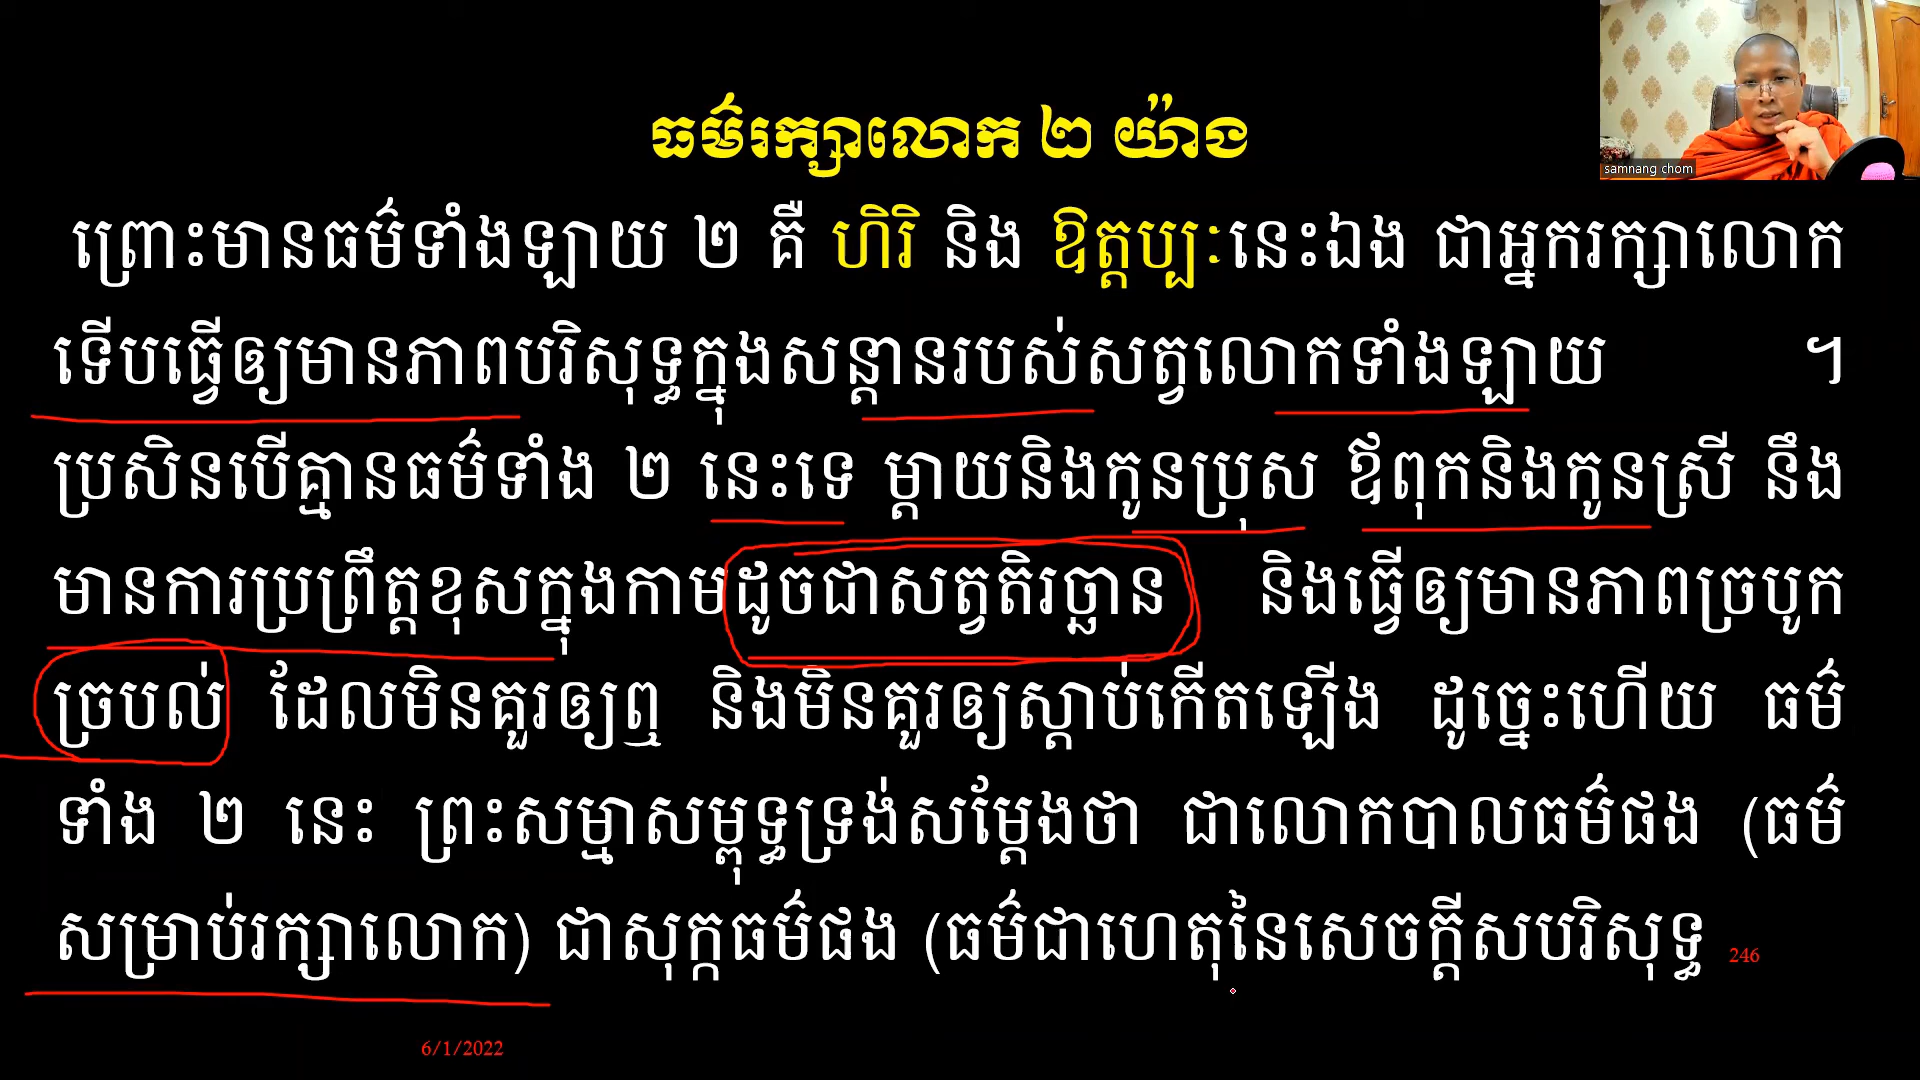 ធម៌រក្សាលោក ២ យ៉ាង
samnang chom
ព្រោះមានធម៌ទាំងឡាយ ២ គឺ ហិរិ និង ឱត្តប្បៈនេះឯង ជាអ្នករក្សាលោក
ទើបធ្វើឲ្យមានភាពបរិសុទ្ធក្នុងសន្តានរបស់សត្វលោកទាំងឡាយ ។
ប្រសិនបើគ្មានធម៌ទាំង ២ នេះទេ ម្តាយនិងកូនប្រុស ឪពុកនិងកូនស្រី នឹង
មានការប្រព្រឹត្តខុសក្នុងកាមដូចជាសត្វតិរច្ឆាន និងធ្វើឲ្យមានភាពច្របូក
ច្របល់ ដែលមិនគួរឲ្យឮ និងមិនគួរឲ្យស្តាប់កើតឡើង ដូច្នេះហើយ ធម៌
ទាំង ២ នេះ ព្រះសម្មាសម្ពុទ្ធទ្រង់សម្តែងថា ជាលោកបាលធម៌ផង (ធម៌
សម្រាប់រក្សាលោក) ជាសុក្កធម៌ផង (ធម៌ជាហេតុនៃសេចក្តីសបរិសុទ្ធ
246
6/1/2022